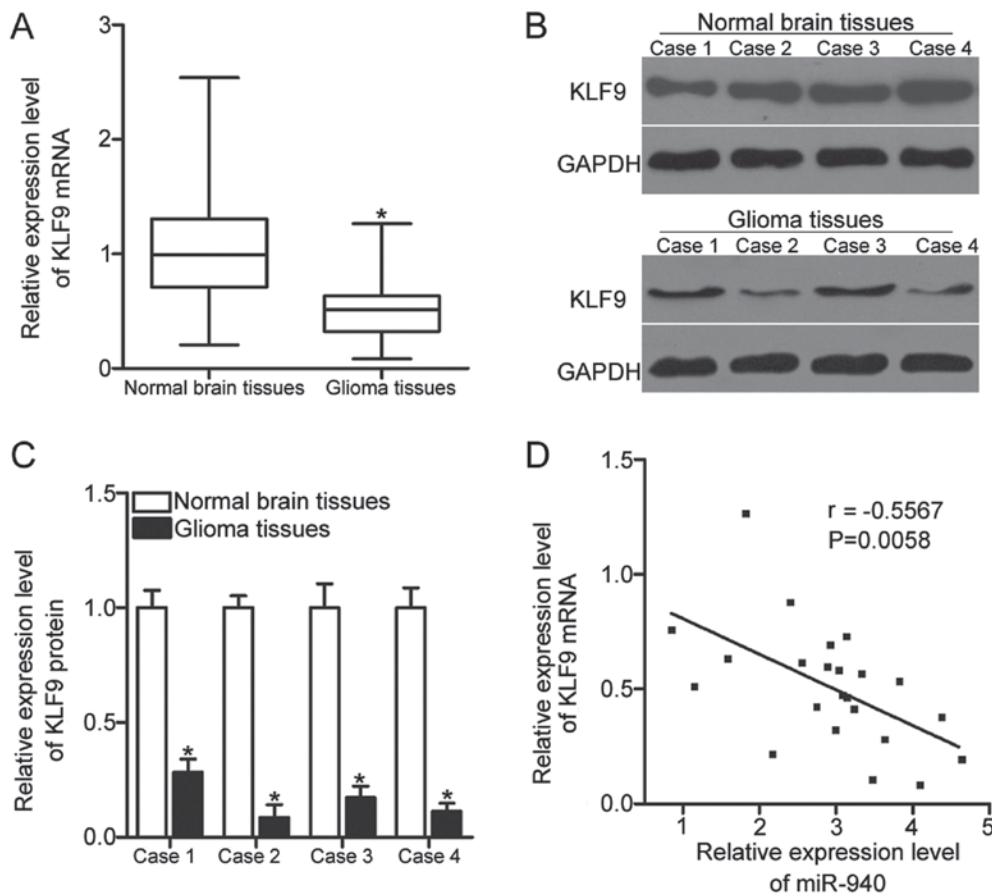 A
Relative expression level
of KLF9 mRNA
3
2
1
0
*
Normal brain tissues
Glioma tissues
B
Normal brain tissues
Case 1 Case 2 Case 3 Case 4
KLF9
GAPDH
Glioma tissues
Case 1 Case 2 Case 3 Case 4
KLF9
GAPDH
C
Relative expression level
of KLF9 protein
1.5
1.0
0.5
0.0
Normal brain tissues
Glioma tissues
*
*
*
*
Case 1 Case 2 Case 3 Case 4
D
Relative expression level
of KLF9 mRNA
1.5
1.0
0.5
0.0
r = -0.5567
P=0.0058
1 2 3 4 5
Relative expression level
of miR-940